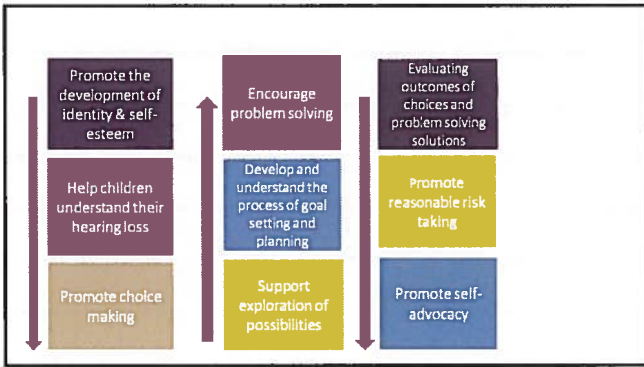 Promote the
development of
identity & self-
esteem
Help children
understand their
hearing loss
Promote choice
making
Encourage
problem solving
Develop and
understand the
process of goal
setting and
planning
Support
exploration of
possibilities
Evaluating
outcomes of
choices and
problem solving
solutions
Promote
reasonable risk
taking
Promote self-
advocacy